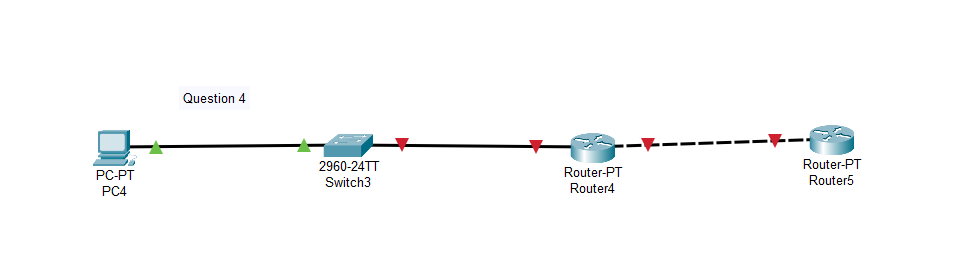 Question 4
PC-PT
PC4
2960-24TT
Switch3
Router-PT
Router4
Router-PT
Router5